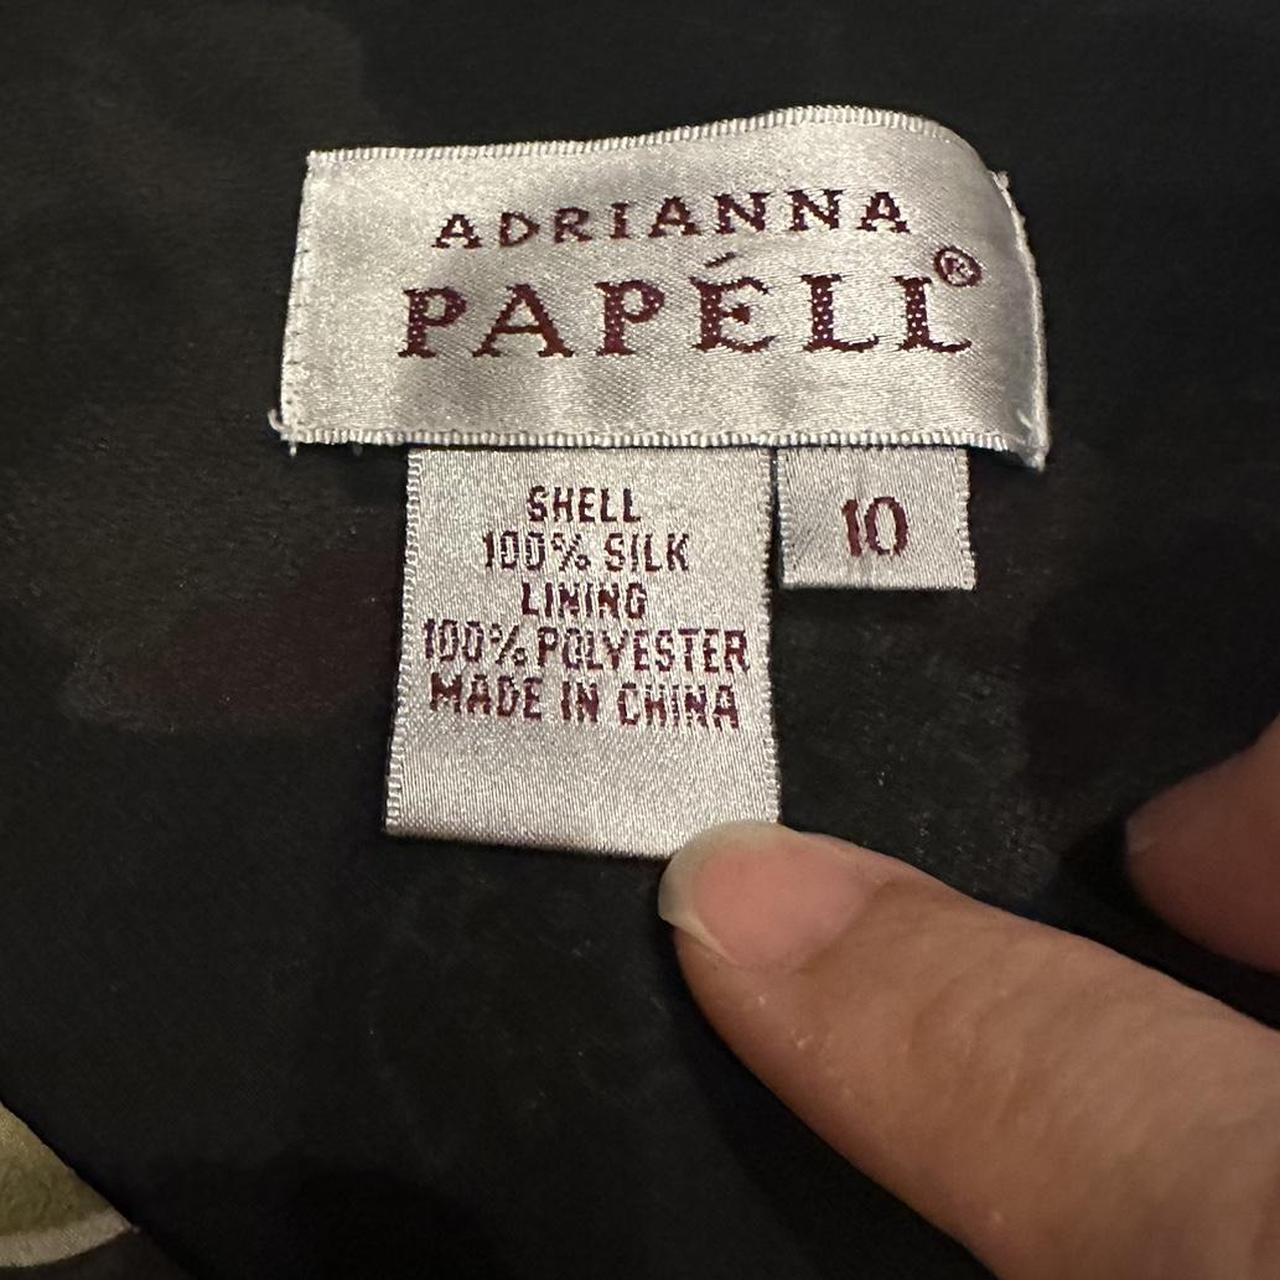 ADRIANNA
PAPÉLL®
SHELL
100% SILK
LINING
100% POLYESTER
MADE IN CHINA
10